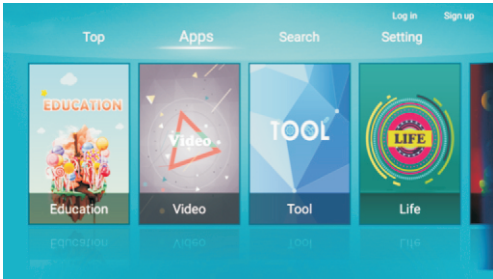 Log in Sign up
Top Apps Search Setting
EDUCATION
Video
TOOL
LIFE
Education Video Tool Life